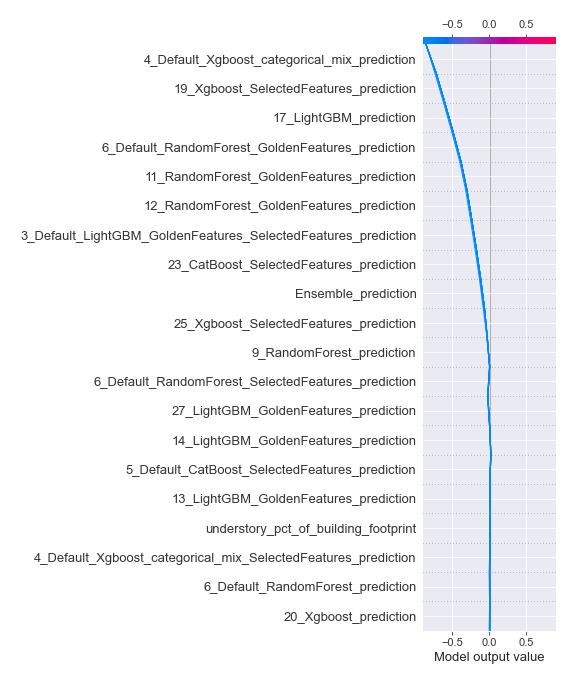 −0.5 0.0 0.5
4_Default_Xgboost_categorical_mix_prediction
19_Xgboost_SelectedFeatures_prediction
17_LightGBM_prediction
6_Default_RandomForest_GoldenFeatures_prediction
11_RandomForest_GoldenFeatures_prediction
12_RandomForest_GoldenFeatures_prediction
3_Default_LightGBM_GoldenFeatures_SelectedFeatures_prediction
23_CatBoost_SelectedFeatures_prediction
Ensemble_prediction
25_Xgboost_SelectedFeatures_prediction
9_RandomForest_prediction
6_Default_RandomForest_SelectedFeatures_prediction
27_LightGBM_GoldenFeatures_prediction
14_LightGBM_GoldenFeatures_prediction
5_Default_CatBoost_SelectedFeatures_prediction
13_LightGBM_GoldenFeatures_prediction
understory_pct_of_building_footprint
4_Default_Xgboost_categorical_mix_SelectedFeatures_prediction
6_Default_RandomForest_prediction
20_Xgboost_prediction
−0.5 0.0 0.5
Model output value